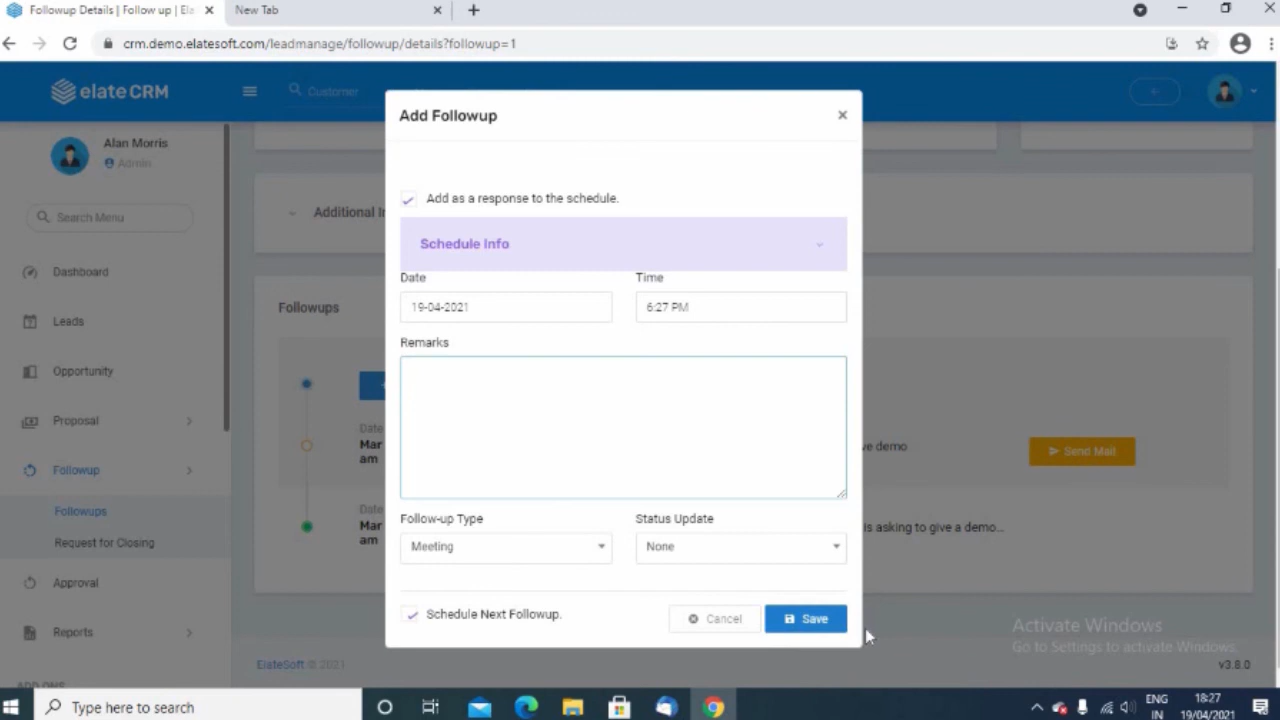 Followup Details | Follow up | Ela
New Tab
crm.demo.elatesoft.com/leadmanage/followup/details?followup=1
elate CRM
Customer
Alan Morris
Admin
Search Menu
Dashboard
Leads
Opportunity
Proposal
Followup
Followups
Request for Closing
Approval
Reports
ADD ONS
Additional
Followups
Date
Mar
am
demo
Send Mail
Date
Mar
am
is asking to give a demo...
Add Followup
Add as a response to the schedule.
Schedule Info
Date
Time
19-04-2021
6:27 PM
Remarks
Follow-up Type
Status Update
Meeting
None
Schedule Next Followup.
Cancel
Save
Activate Windows
Go to Settings to activate Windows.
ElateSoft © 2021
v3.8.0
Type here to search
ENG
IN
18:27
19/04/2021